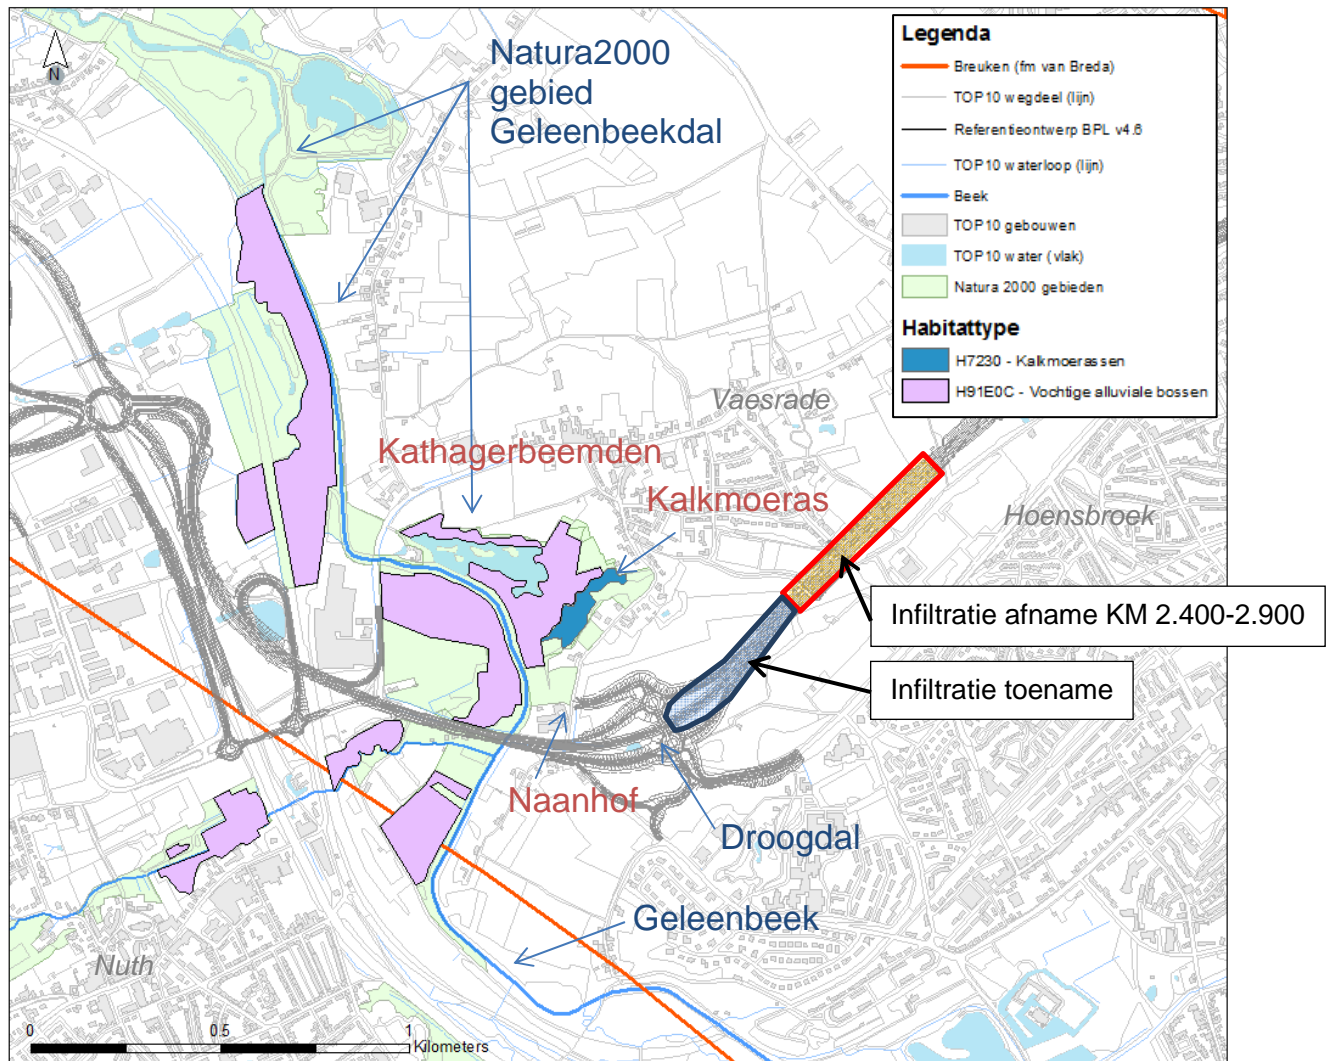 N
Natura2000
gebied
Geleenbeekdal
Legenda
Breuken (fm van Breda)
TOP10 wegdeel (lijn)
Referentieontwerp BPL v4.6
TOP10 waterloop (lijn)
Beek
TOP10 gebouwen
TOP10 water (vlak)
Natura 2000 gebieden
Habitattype
H7230 - Kalkmoerassen
H91E0C - Vochtige alluviale bossen
Vaesrade
Kathagerbeemden
Kalkmoeras
Hoensbroek
Infiltratie afname KM 2.400-2.900
Infiltratie toename
Naanhof
Droogdal
Geleenbeek
Nuth
0 0.5 1
Kilometers